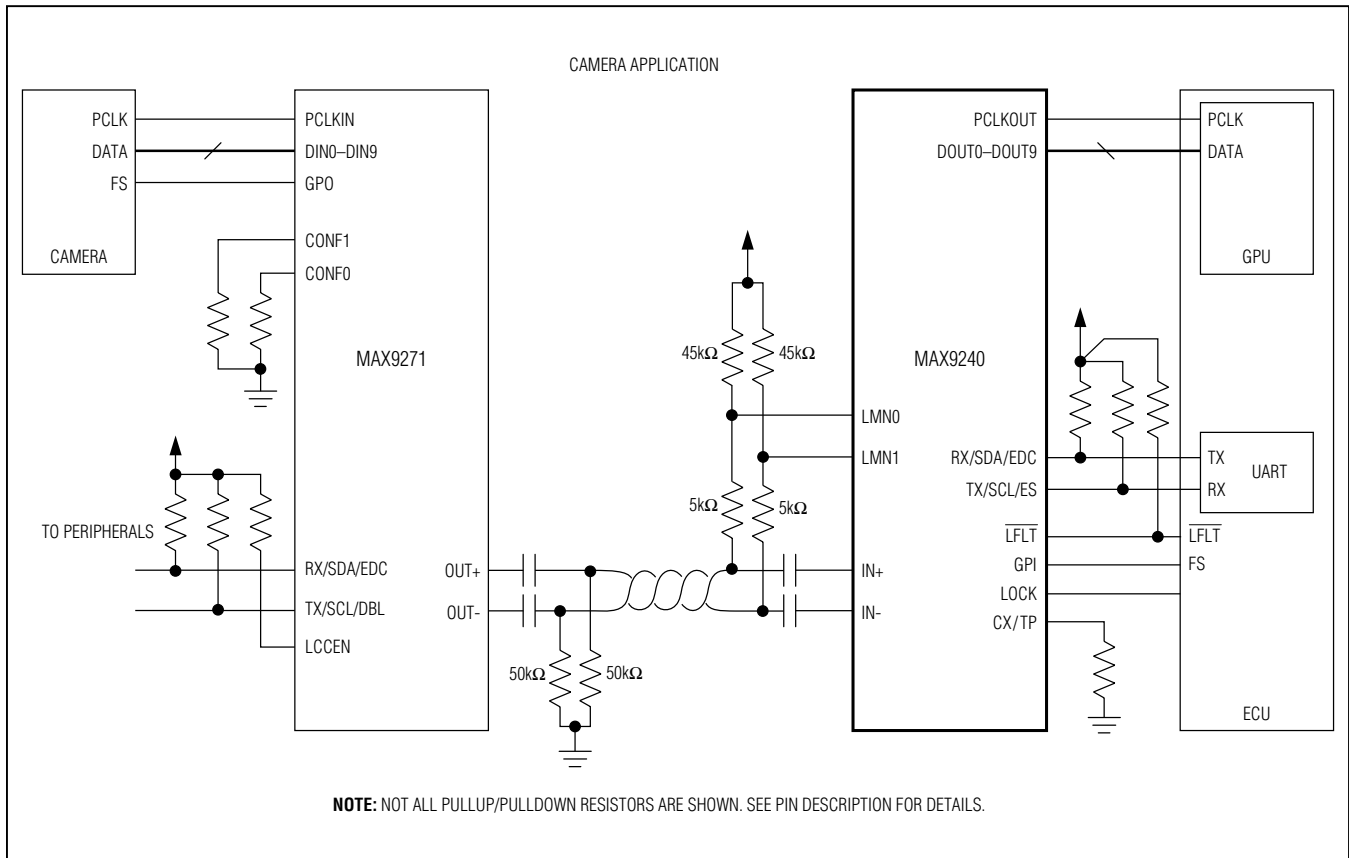 CAMERA APPLICATION
PCLK
DATA
FS
CAMERA
PCLKIN
DIN0–DIN9
GPO
CONF1
CONF0
MAX9271
TO PERIPHERALS
RX/SDA/EDC
TX/SCL/DBL
LCCEN
OUT+
OUT-
50kΩ
50kΩ
45kΩ
45kΩ
5kΩ
5kΩ
PCLKOUT
DOUT0–DOUT9
MAX9240
LMN0
LMN1
IN+
IN-
RX/SDA/EDC
TX/SCL/ES
LFLT
GPI
LOCK
CX/TP
PCLK
DATA
GPU
TX
RX
UART
LFLT
FS
ECU
NOTE: NOT ALL PULLUP/PULLDOWN RESISTORS ARE SHOWN. SEE PIN DESCRIPTION FOR DETAILS.